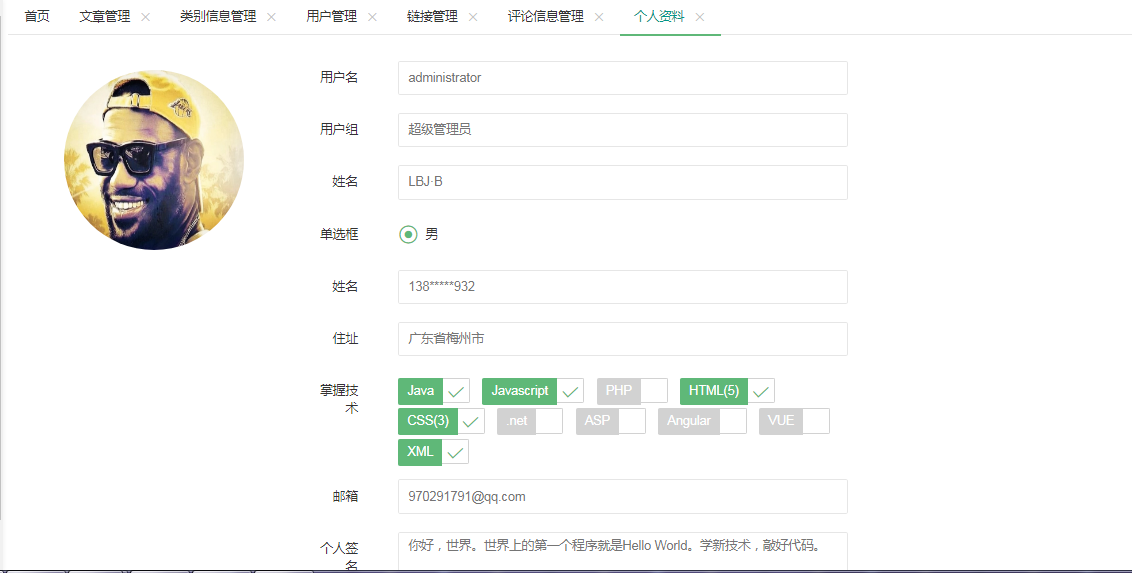 首页 文章管理 类别信息管理 用户管理 链接管理 评论信息管理 个人资料
用户名 administrator
用户组 超级管理员
姓名 LBJ·B
单选框 男
姓名 138*****932
住址 广东省梅州市
掌握技 Java Javascript PHP HTML(5)
术
CSS(3) .net ASP Angular VUE
XML
邮箱 970291791@qq.com
个人签 你好，世界。世界上的第一个程序就是Hello World。学新技术，敲好代码。
名